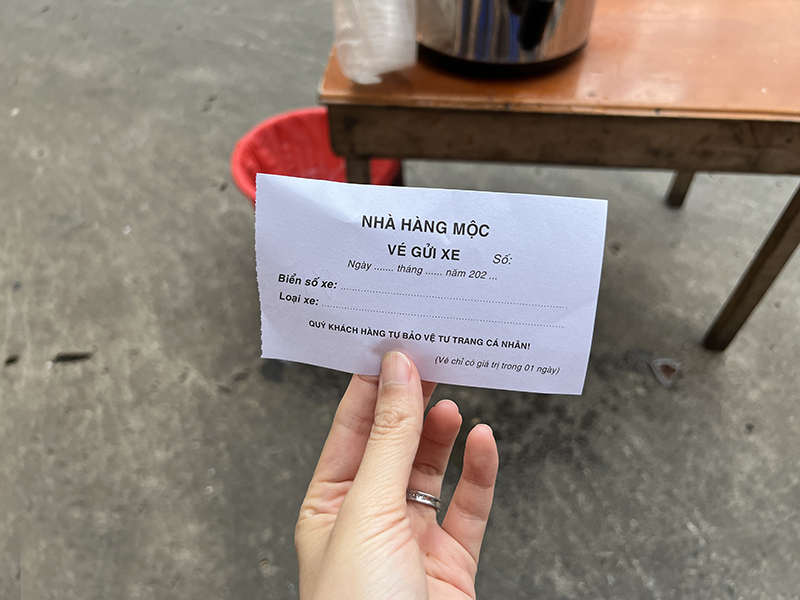 NHÀ HÀNG MỘC
VÉ GỬI XE Số:
Ngày ....... tháng ...... năm 202 ...
Biển số xe: ........................................................................
Loại xe: ........................................................................
QUÝ KHÁCH HÀNG TỰ BẢO VỆ TƯ TRANG CÁ NHÂN!
(Vé chỉ có giá trị trong 01 ngày)